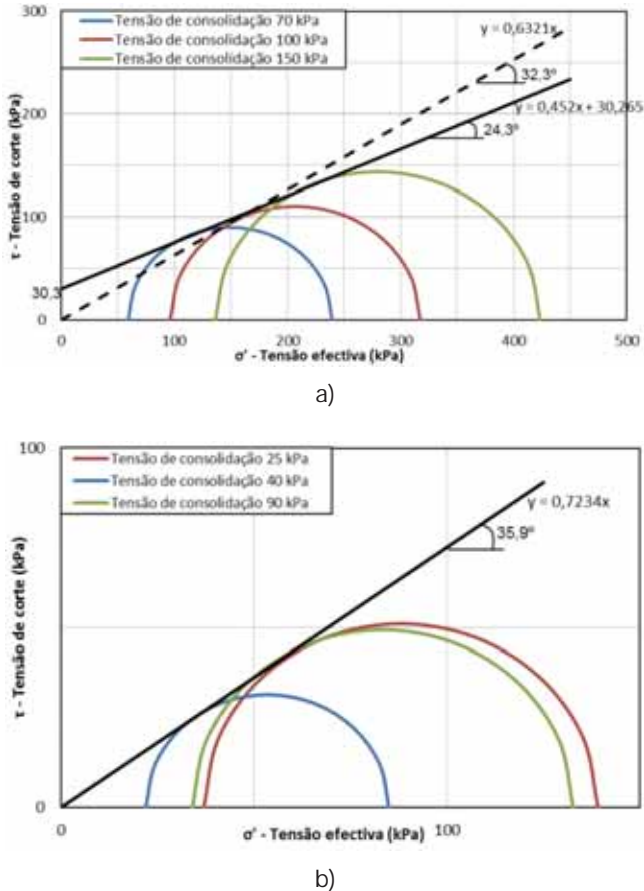 300
200
100
0
τ - Tensão de corte (kPa)
Tensão de consolidação 70 kPa
Tensão de consolidação 100 kPa
Tensão de consolidação 150 kPa
y = 0,6321x
32.3º
y=0,452x + 30,265
24.3º
30.3
0 100 200 300 400 500
σ' - Tensão efectiva (kPa)
a)
100
0
τ - Tensão de corte (kPa)
Tensão de consolidação 25 kPa
Tensão de consolidação 40 kPa
Tensão de consolidação 90 kPa
y = 0,7234x
35,9º
0 100
σ' - Tensão efectiva (kPa)
b)